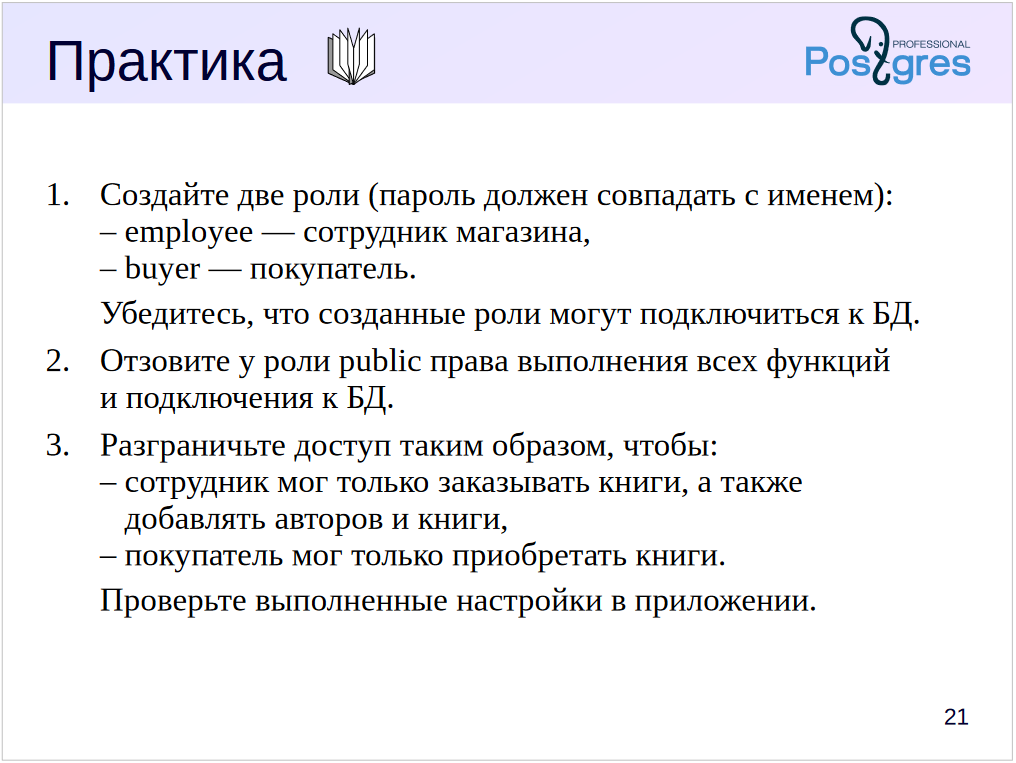 Практика
PROFESSIONAL
Postgres
1. Создайте две роли (пароль должен совпадать с именем):
– employee — сотрудник магазина,
– buyer — покупатель.
Убедитесь, что созданные роли могут подключиться к БД.
2. Отзовите у роли public права выполнения всех функций
и подключения к БД.
3. Разграничьте доступ таким образом, чтобы:
– сотрудник мог только заказывать книги, а также
добавлять авторов и книги,
– покупатель мог только приобретать книги.
Проверьте выполненные настройки в приложении.
21